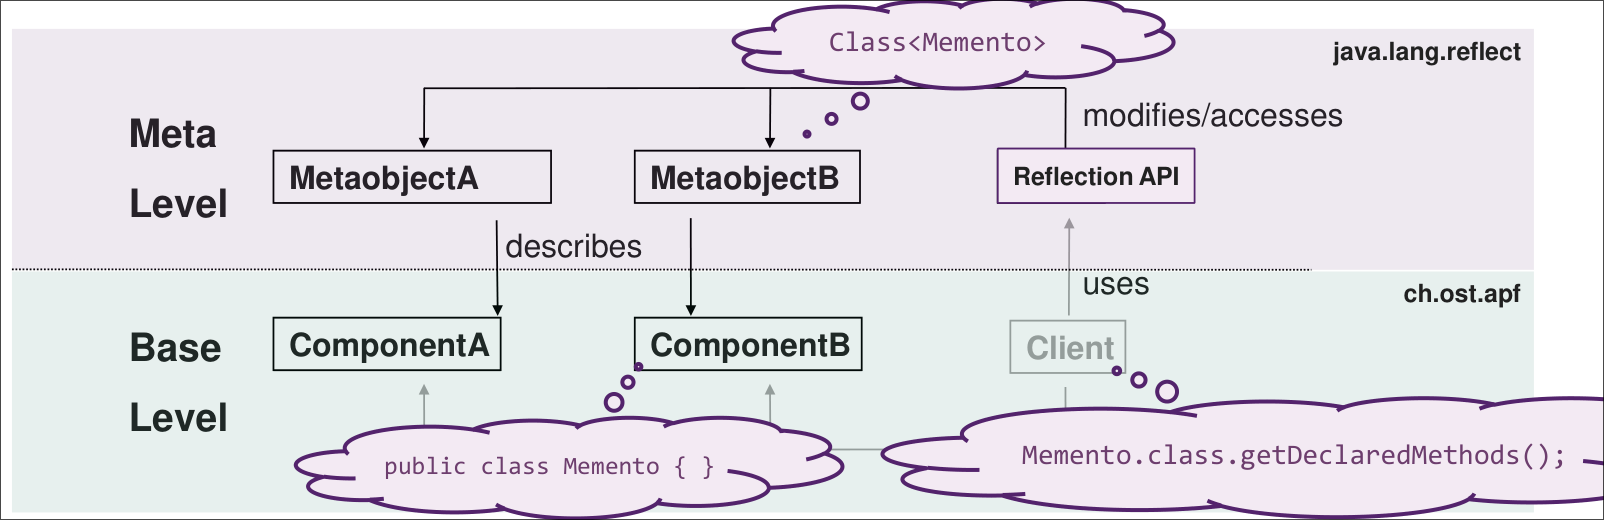 Class<Memento>
java.lang.reflect
modifies/accesses
Meta
Level
MetaobjectA
MetaobjectB
Reflection API
describes
uses
ch.ost.apf
Base
Level
ComponentA
ComponentB
Client
public class Memento { }
Memento.class.getDeclaredMethods();